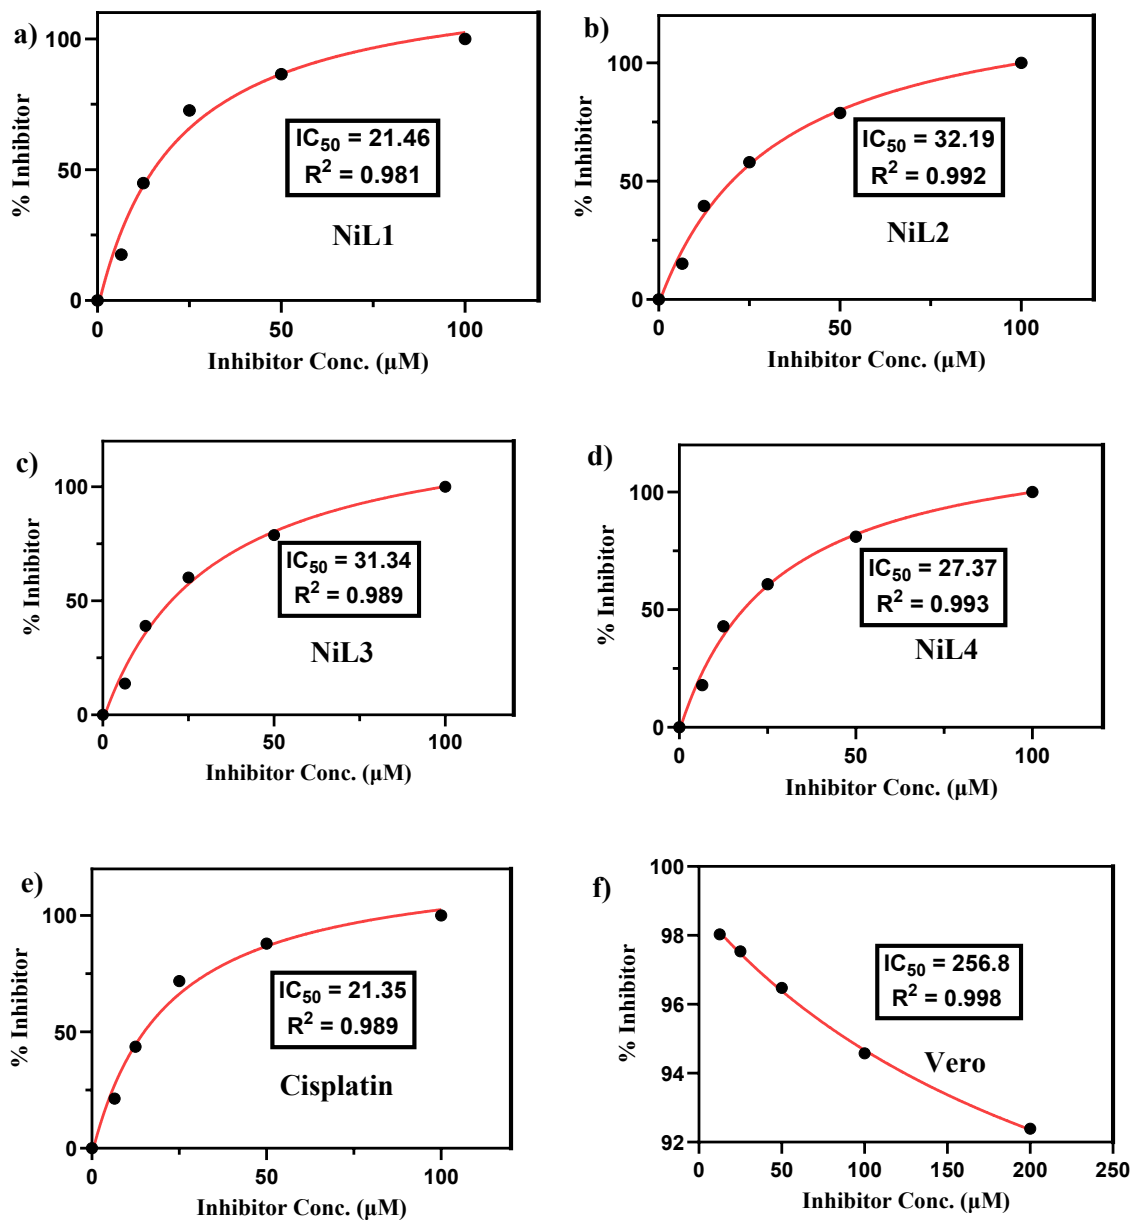 a)
% Inhibitor
100
50
0
IC50 = 21.46
R2 = 0.981
NiL1
0 50 100
Inhibitor Conc. (µM)
b)
% Inhibitor
100
50
0
IC50 = 32.19
R2 = 0.992
NiL2
0 50 100
Inhibitor Conc. (µM)
c)
% Inhibitor
100
50
0
IC50 = 31.34
R2 = 0.989
NiL3
0 50 100
Inhibitor Conc. (µM)
d)
% Inhibitor
100
50
0
IC50 = 27.37
R2 = 0.993
NiL4
0 50 100
Inhibitor Conc. (µM)
e)
% Inhibitor
100
50
0
IC50 = 21.35
R2 = 0.989
Cisplatin
0 50 100
Inhibitor Conc. (µM)
f)
% Inhibitor
100
98
96
94
92
IC50 = 256.8
R2 = 0.998
Vero
0 50 100 150 200 250
Inhibitor Conc. (µM)